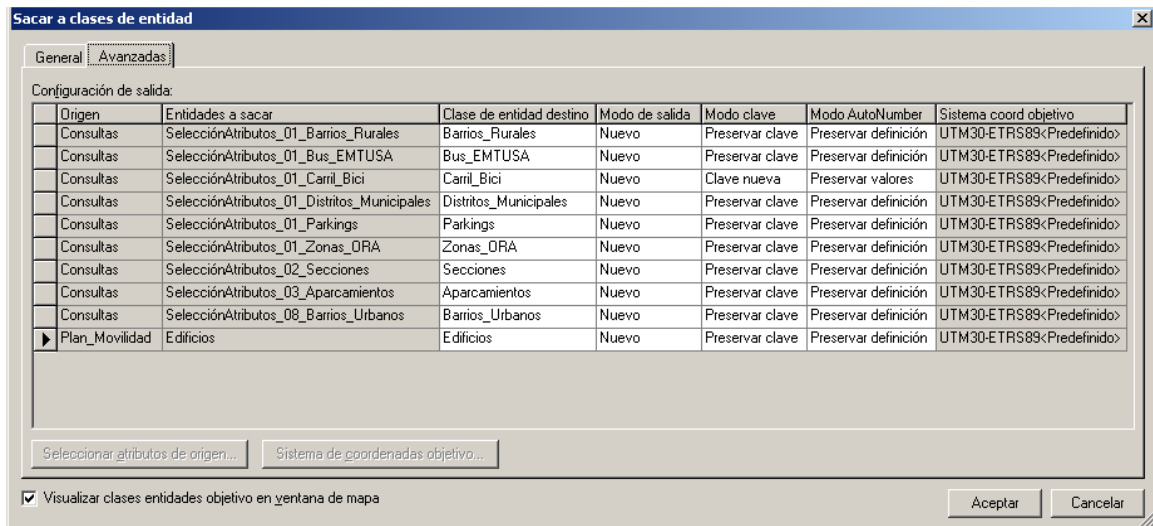 Sacar a clases de entidad
General Avanzadas
Configuración de salida:
Origen Entidades a sacar Clase de entidad destino Modo de salida Modo clave Modo AutoNumber Sistema coord objetivo
Consultas SelecciónAtributos_01_Barrios_Rurales Barrios_Rurales Nuevo Preservar clave Preservar definición UTM30-ETRS89<Predefinido>
Consultas SelecciónAtributos_01_Bus_EMTUSA Bus_EMTUSA Nuevo Preservar clave Preservar definición UTM30-ETRS89<Predefinido>
Consultas SelecciónAtributos_01_Carril_Bici Carril_Bici Nuevo Clave nueva Preservar valores UTM30-ETRS89<Predefinido>
Consultas SelecciónAtributos_01_Distritos_Municipales Distritos_Municipales Nuevo Preservar clave Preservar definición UTM30-ETRS89<Predefinido>
Consultas SelecciónAtributos_01_Parkings Parkings Nuevo Preservar clave Preservar definición UTM30-ETRS89<Predefinido>
Consultas SelecciónAtributos_01_Zonas_ORA Zonas_ORA Nuevo Preservar clave Preservar definición UTM30-ETRS89<Predefinido>
Consultas SelecciónAtributos_02_Secciones Secciones Nuevo Preservar clave Preservar definición UTM30-ETRS89<Predefinido>
Consultas SelecciónAtributos_03_Aparcamientos Aparcamientos Nuevo Preservar clave Preservar definición UTM30-ETRS89<Predefinido>
Consultas SelecciónAtributos_08_Barrios_Urbanos Barrios_Urbanos Nuevo Preservar clave Preservar definición UTM30-ETRS89<Predefinido>
Plan_Movilidad Edificios Edificios Nuevo Preservar clave Preservar definición UTM30-ETRS89<Predefinido>
Seleccionar atributos de origen... Sistema de coordenadas objetivo...
Visualizar clases entidades objetivo en ventana de mapa
Aceptar Cancelar